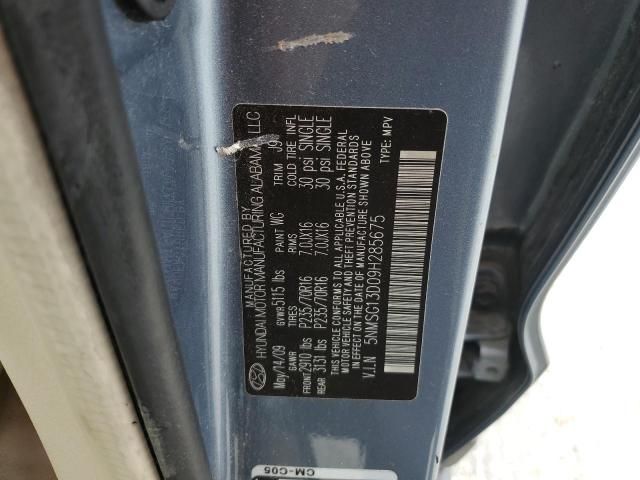 MANUFACTURED BY
HYUNDAI MOTOR MANUFACTURING ALABAMA, LLC
May/14/09 GVWR 5115 lbs PAINT WG TRIM J9
GAWR TIRES RIMS COLD TIRE INFL
FRONT 2910 lbs P235/70R16 7.0JX16 30 psi SINGLE
REAR 3131 lbs P235/70R16 7.0JX16 30 psi SINGLE
THIS VEHICLE CONFORMS TO ALL APPLICABLE U.S.A. FEDERAL
MOTOR VEHICLE SAFETY AND THEFT PREVENTION STANDARDS
IN EFFECT ON THE DATE OF MANUFACTURE SHOWN ABOVE
V.I.N 5NMSG13D09H285675 TYPE: MPV
CM-C05